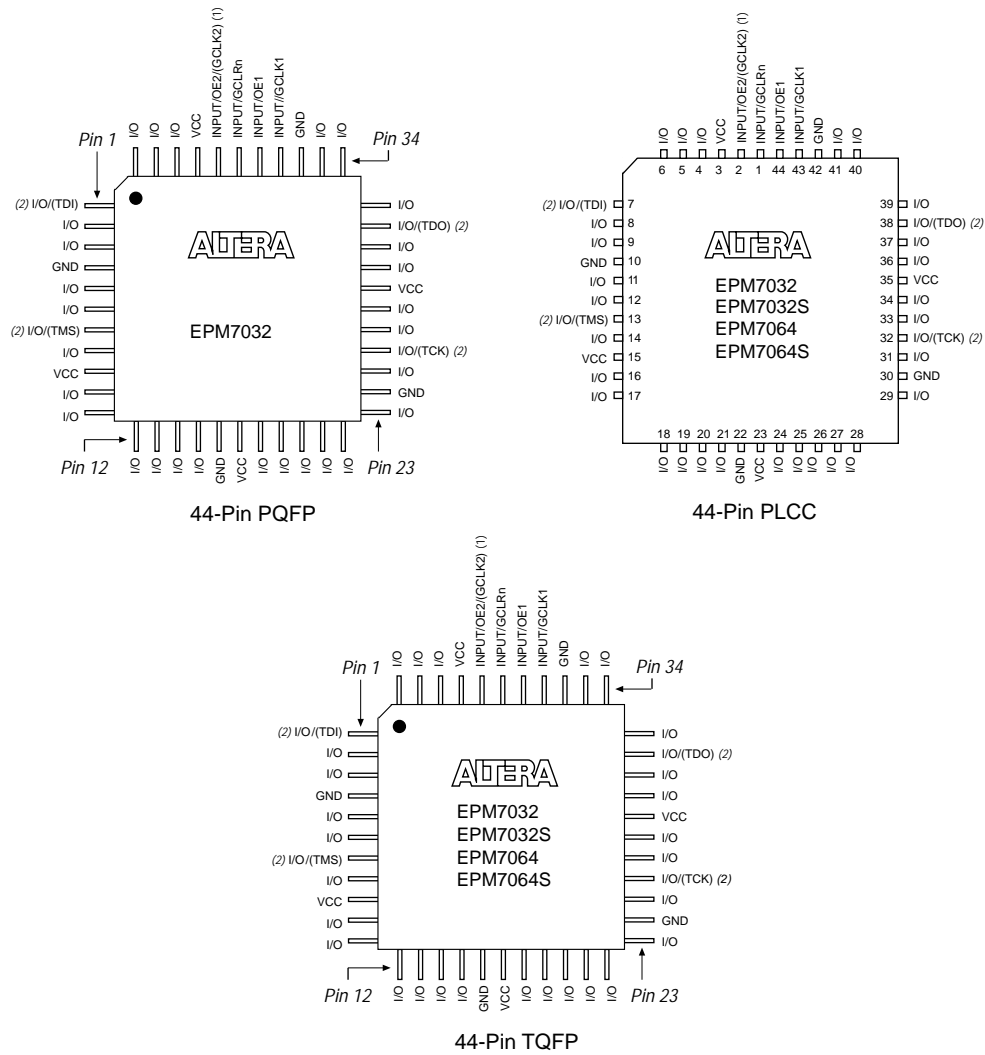 I/O
I/O
I/O
VCC
INPUT/OE2/(GCLK2) (1)
INPUT/GCLRn
INPUT/OE1
INPUT//GCLK1
GND
I/O
I/O
Pin 1
Pin 34
(2) I/O/(TDI)
I/O
I/O
GND
I/O
I/O
(2) I/O/(TMS)
I/O
VCC
I/O
I/O
ALTERA
EPM7032
I/O
I/O/(TDO) (2)
I/O
I/O
VCC
I/O
I/O
I/O/(TCK) (2)
I/O
GND
I/O
Pin 12
Pin 23
I/O
I/O
I/O
I/O
GND
VCC
I/O
I/O
I/O
I/O
I/O
44-Pin PQFP
I/O
I/O
I/O
VCC
INPUT/OE2/(GCLK2) (1)
INPUT/GCLRn
INPUT/OE1
INPUT/GCLK1
GND
I/O
I/O
6 5 4 3 2 1 44 43 42 41 40
(2) I/O/(TDI) 7
I/O 8
I/O 9
GND 10
I/O 11
I/O 12
(2) I/O/(TMS) 13
I/O 14
VCC 15
I/O 16
I/O 17
ALTERA
EPM7032
EPM7032S
EPM7064
EPM7064S
39 I/O
38 I/O/(TDO) (2)
37 I/O
36 I/O
35 VCC
34 I/O
33 I/O
32 I/O/(TCK) (2)
31 I/O
30 GND
29 I/O
18 19 20 21 22 23 24 25 26 27 28
I/O
I/O
I/O
I/O
GND
VCC
I/O
I/O
I/O
I/O
I/O
44-Pin PLCC
I/O
I/O
I/O
VCC
INPUT/OE2/(GCLK2) (1)
INPUT/GCLRn
INPUT/OE1
INPUT/GCLK1
GND
I/O
I/O
Pin 1
Pin 34
(2) I/O/(TDI)
I/O
I/O
GND
I/O
I/O
(2) I/O/(TMS)
I/O
VCC
I/O
I/O
ALTERA
EPM7032
EPM7032S
EPM7064
EPM7064S
I/O
I/O/(TDO) (2)
I/O
I/O
VCC
I/O
I/O
I/O/(TCK) (2)
I/O
GND
I/O
Pin 12
Pin 23
I/O
I/O
I/O
I/O
GND
VCC
I/O
I/O
I/O
I/O
I/O
44-Pin TQFP